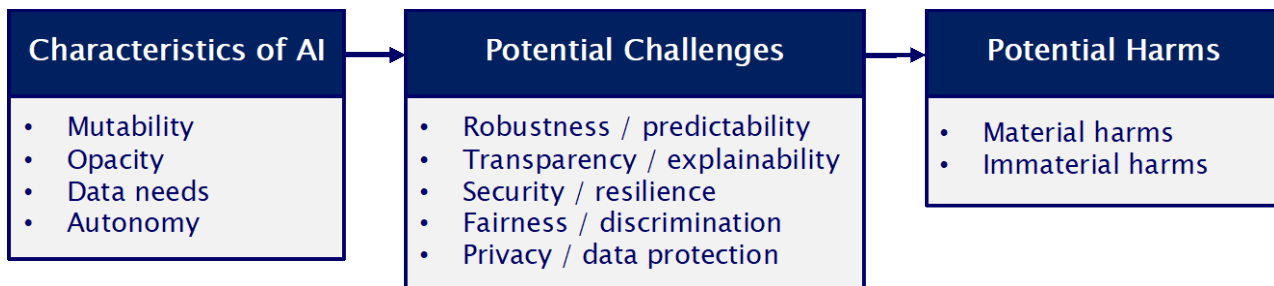 Characteristics of AI
• Mutability
• Opacity
• Data needs
• Autonomy
Potential Challenges
• Robustness / predictability
• Transparency / explainability
• Security / resilience
• Fairness / discrimination
• Privacy / data protection
Potential Harms
• Material harms
• Immaterial harms